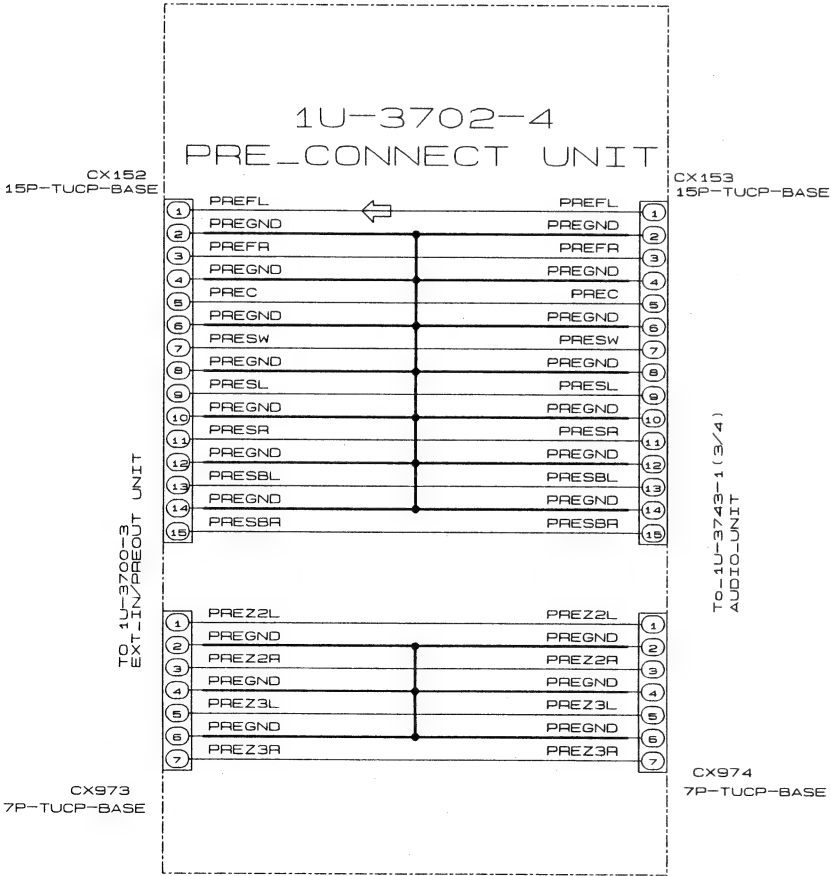 1U-3702-4
PRE_CONNECT UNIT
CX152
15P-TUCP-BASE
CX153
15P-TUCP-BASE
1 PREFL PREFL 1
2 PREGND PREGND 2
3 PREFR PREFR 3
4 PREGND PREGND 4
5 PREC PREC 5
6 PREGND PREGND 6
7 PRESW PRESW 7
8 PREGND PREGND 8
9 PRESL PRESL 9
10 PREGND PREGND 10
11 PRESR PRESR 11
12 PREGND PREGND 12
13 PRESBL PRESBL 13
14 PREGND PREGND 14
15 PRESBR PRESBR 15
TO 1U-3700-3
EXT-IN/PREOUT UNIT
TO_1U-3743-1(3/4)
AUDIO_UNIT
1 PREZ2L PREZ2L 1
2 PREGND PREGND 2
3 PREZ2R PREZ2R 3
4 PREGND PREGND 4
5 PREZ3L PREZ3L 5
6 PREGND PREGND 6
7 PREZ3R PREZ3R 7
CX973
7P-TUCP-BASE
CX974
7P-TUCP-BASE